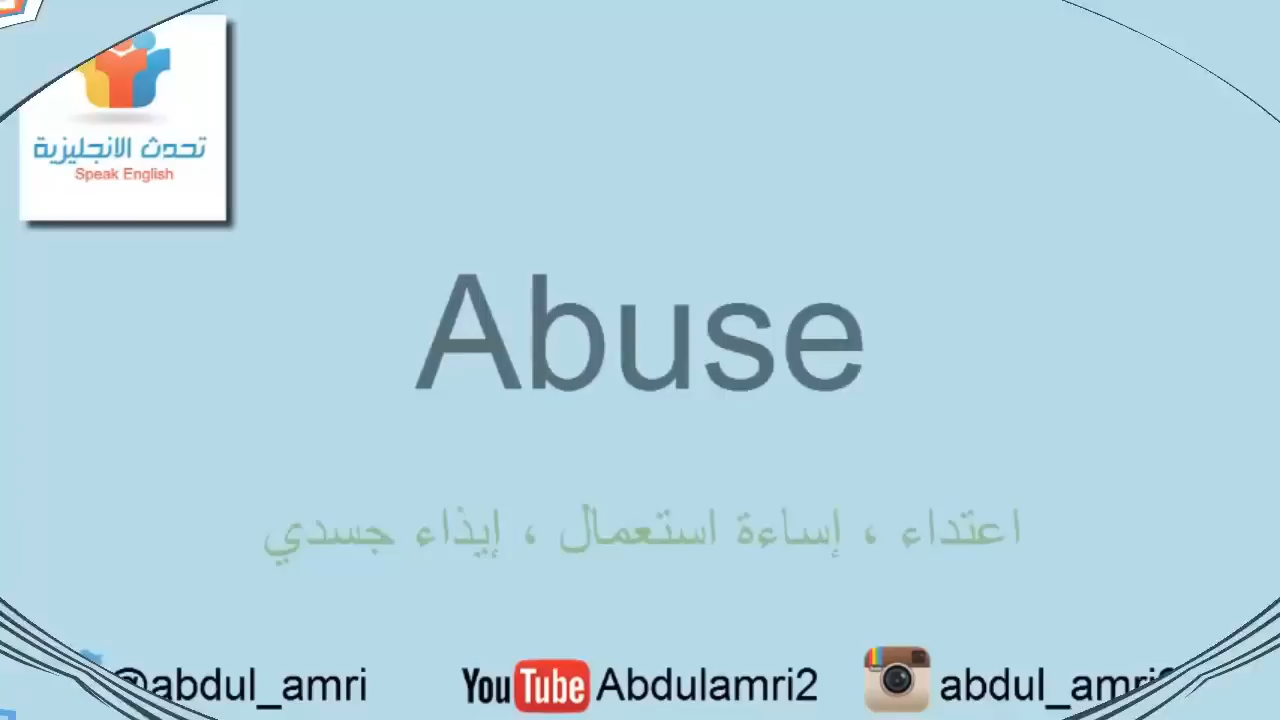 تحدث الانجليزية
Speak English
Abuse
اعتداء ، إساءة استعمال ، إيذاء جسدي
@abdul_amri YouTube Abdulamri2 abdul_amri